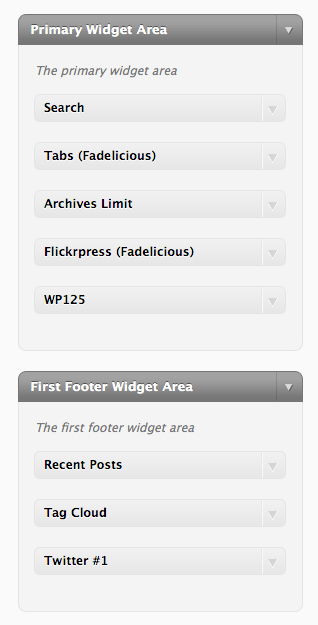 Primary Widget Area
The primary widget area
Search
Tabs (Fadelicious)
Archives Limit
Flickrpress (Fadelicious)
WP125
First Footer Widget Area
The first footer widget area
Recent Posts
Tag Cloud
Twitter #1